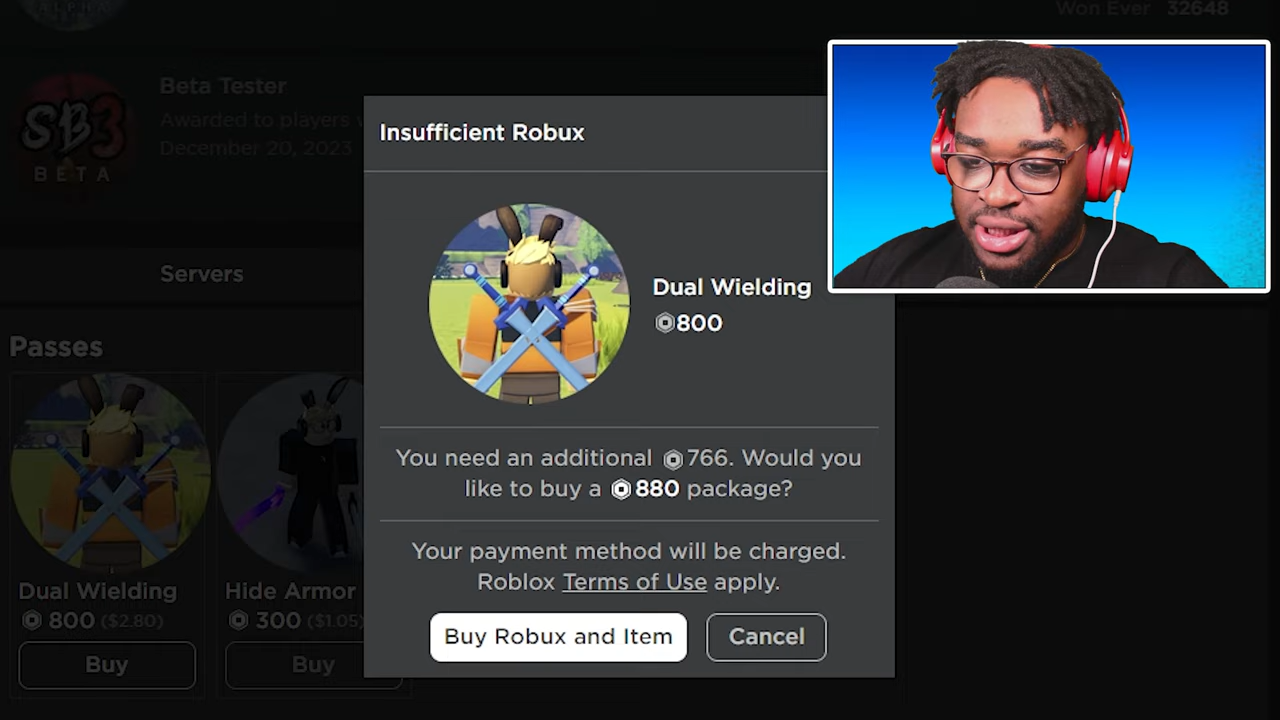 ALPHA
Won Ever 32648
SB3
BETA
Beta Tester
Awarded to players w
December 20, 2023
Servers
Passes
Dual Wielding
800 ($2.80)
Buy
Hide Armor
300 ($1.05)
Buy
Insufficient Robux
Dual Wielding
800
You need an additional 766. Would you
like to buy a 880 package?
Your payment method will be charged.
Roblox Terms of Use apply.
Buy Robux and Item
Cancel